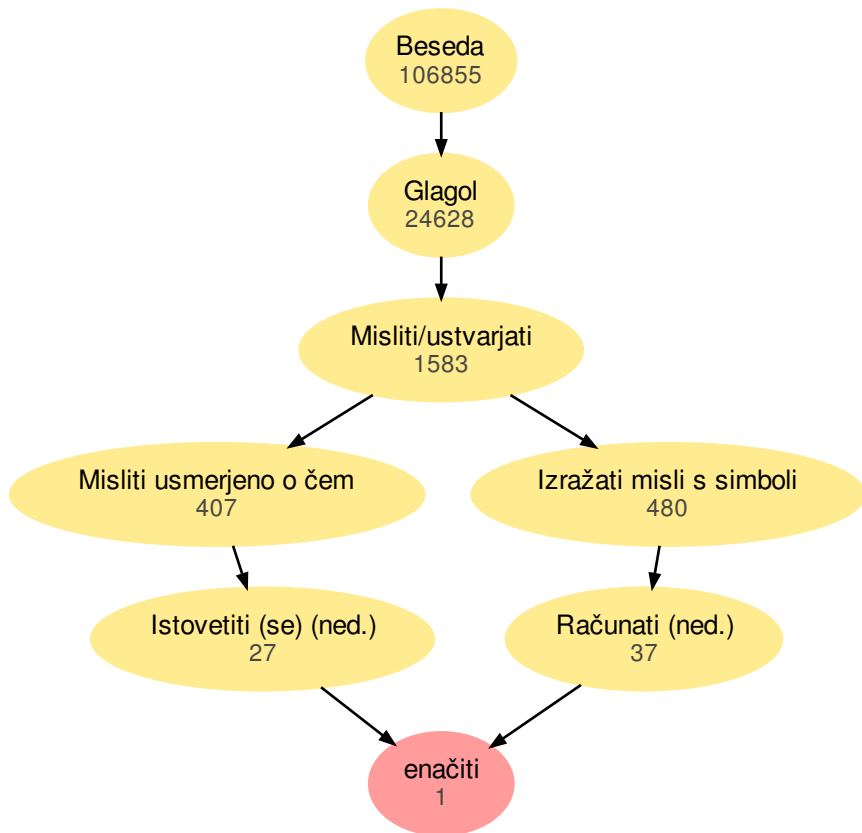 Beseda
106855
Glagol
24628
Misliti/ustvarjati
1583
Misliti usmerjeno o čem
407
Izražati misli s simboli
480
Istovetiti (se) (ned.)
27
Računati (ned.)
37
enačiti
1